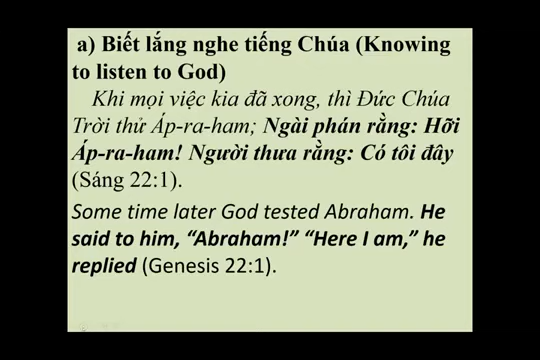 a) Biết lắng nghe tiếng Chúa (Knowing
to listen to God)
Khi mọi việc kia đã xong, thì Đức Chúa
Trời thử Áp-ra-ham; Ngài phán rằng: Hỡi
Áp-ra-ham! Người thưa rằng: Có tôi đây
(Sáng 22:1).
Some time later God tested Abraham. He
said to him, “Abraham!” “Here I am,” he
replied (Genesis 22:1).